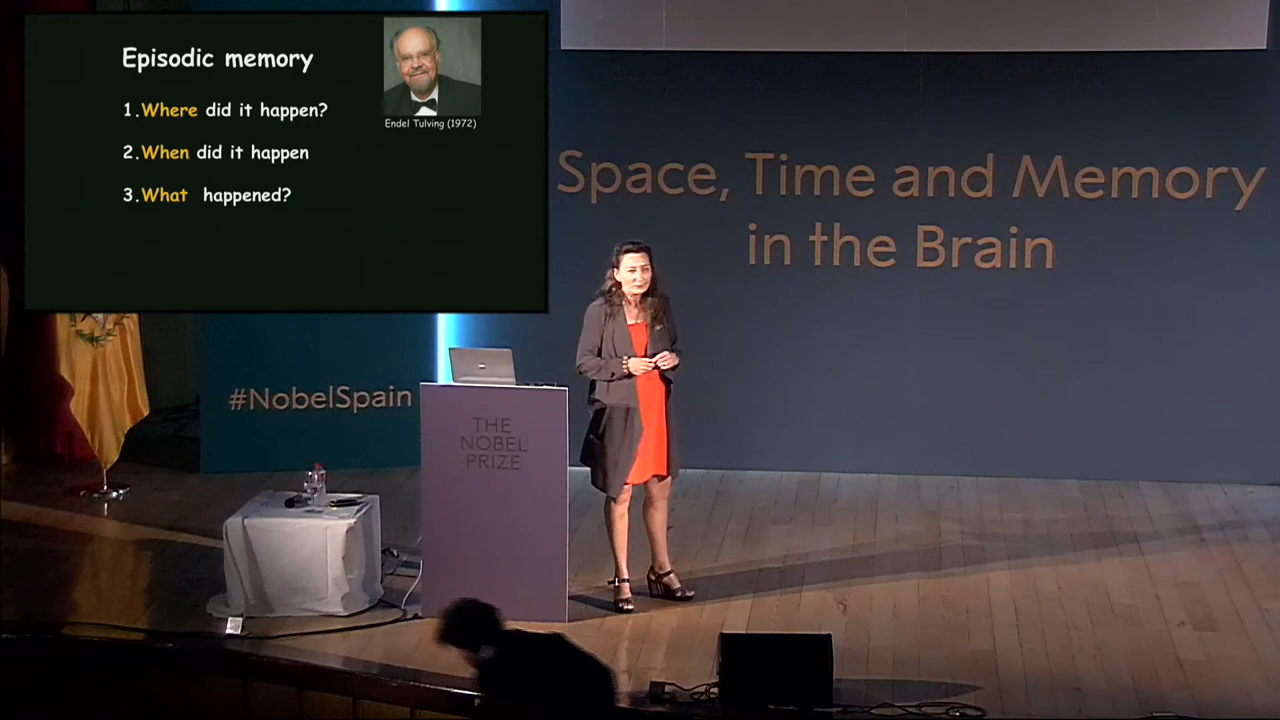 Episodic memory
1. Where did it happen?
2. When did it happen
3. What happened?
Endel Tulving (1972)
Space, Time and Memory
in the Brain
#NobelSpain
THE
NOBEL
PRIZE